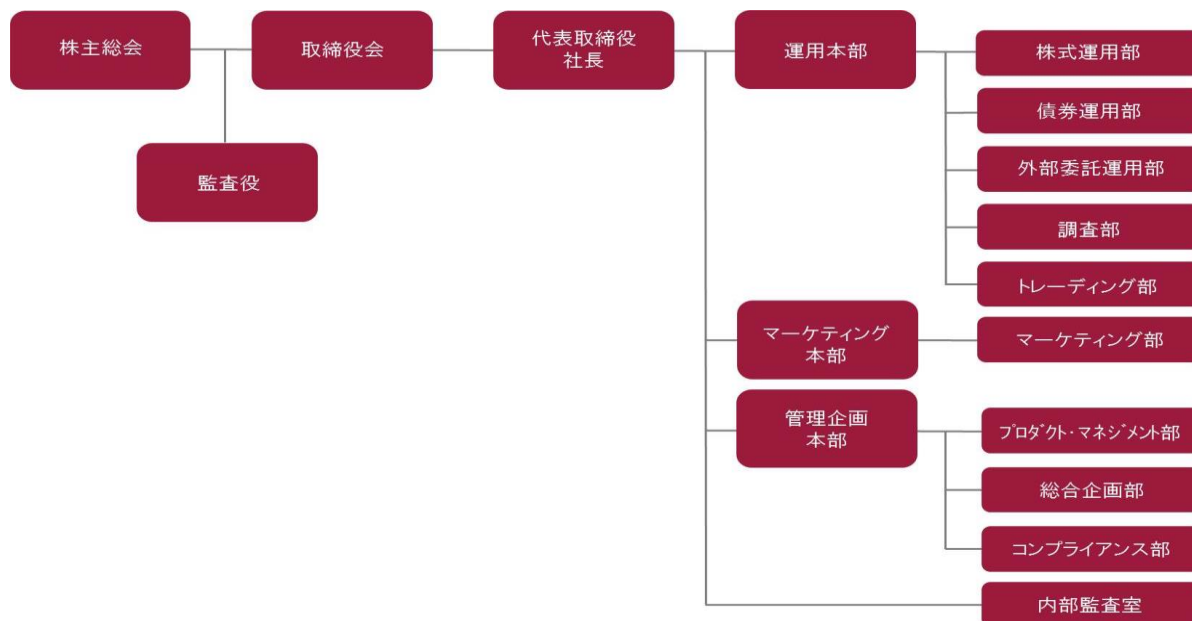 株主総会
取締役会
代表取締役
社長
監査役
運用本部
株式運用部
債券運用部
外部委託運用部
調査部
トレーディング部
マーケティング
本部
マーケティング部
管理企画
本部
プロダクト・マネジメント部
総合企画部
コンプライアンス部
内部監査室